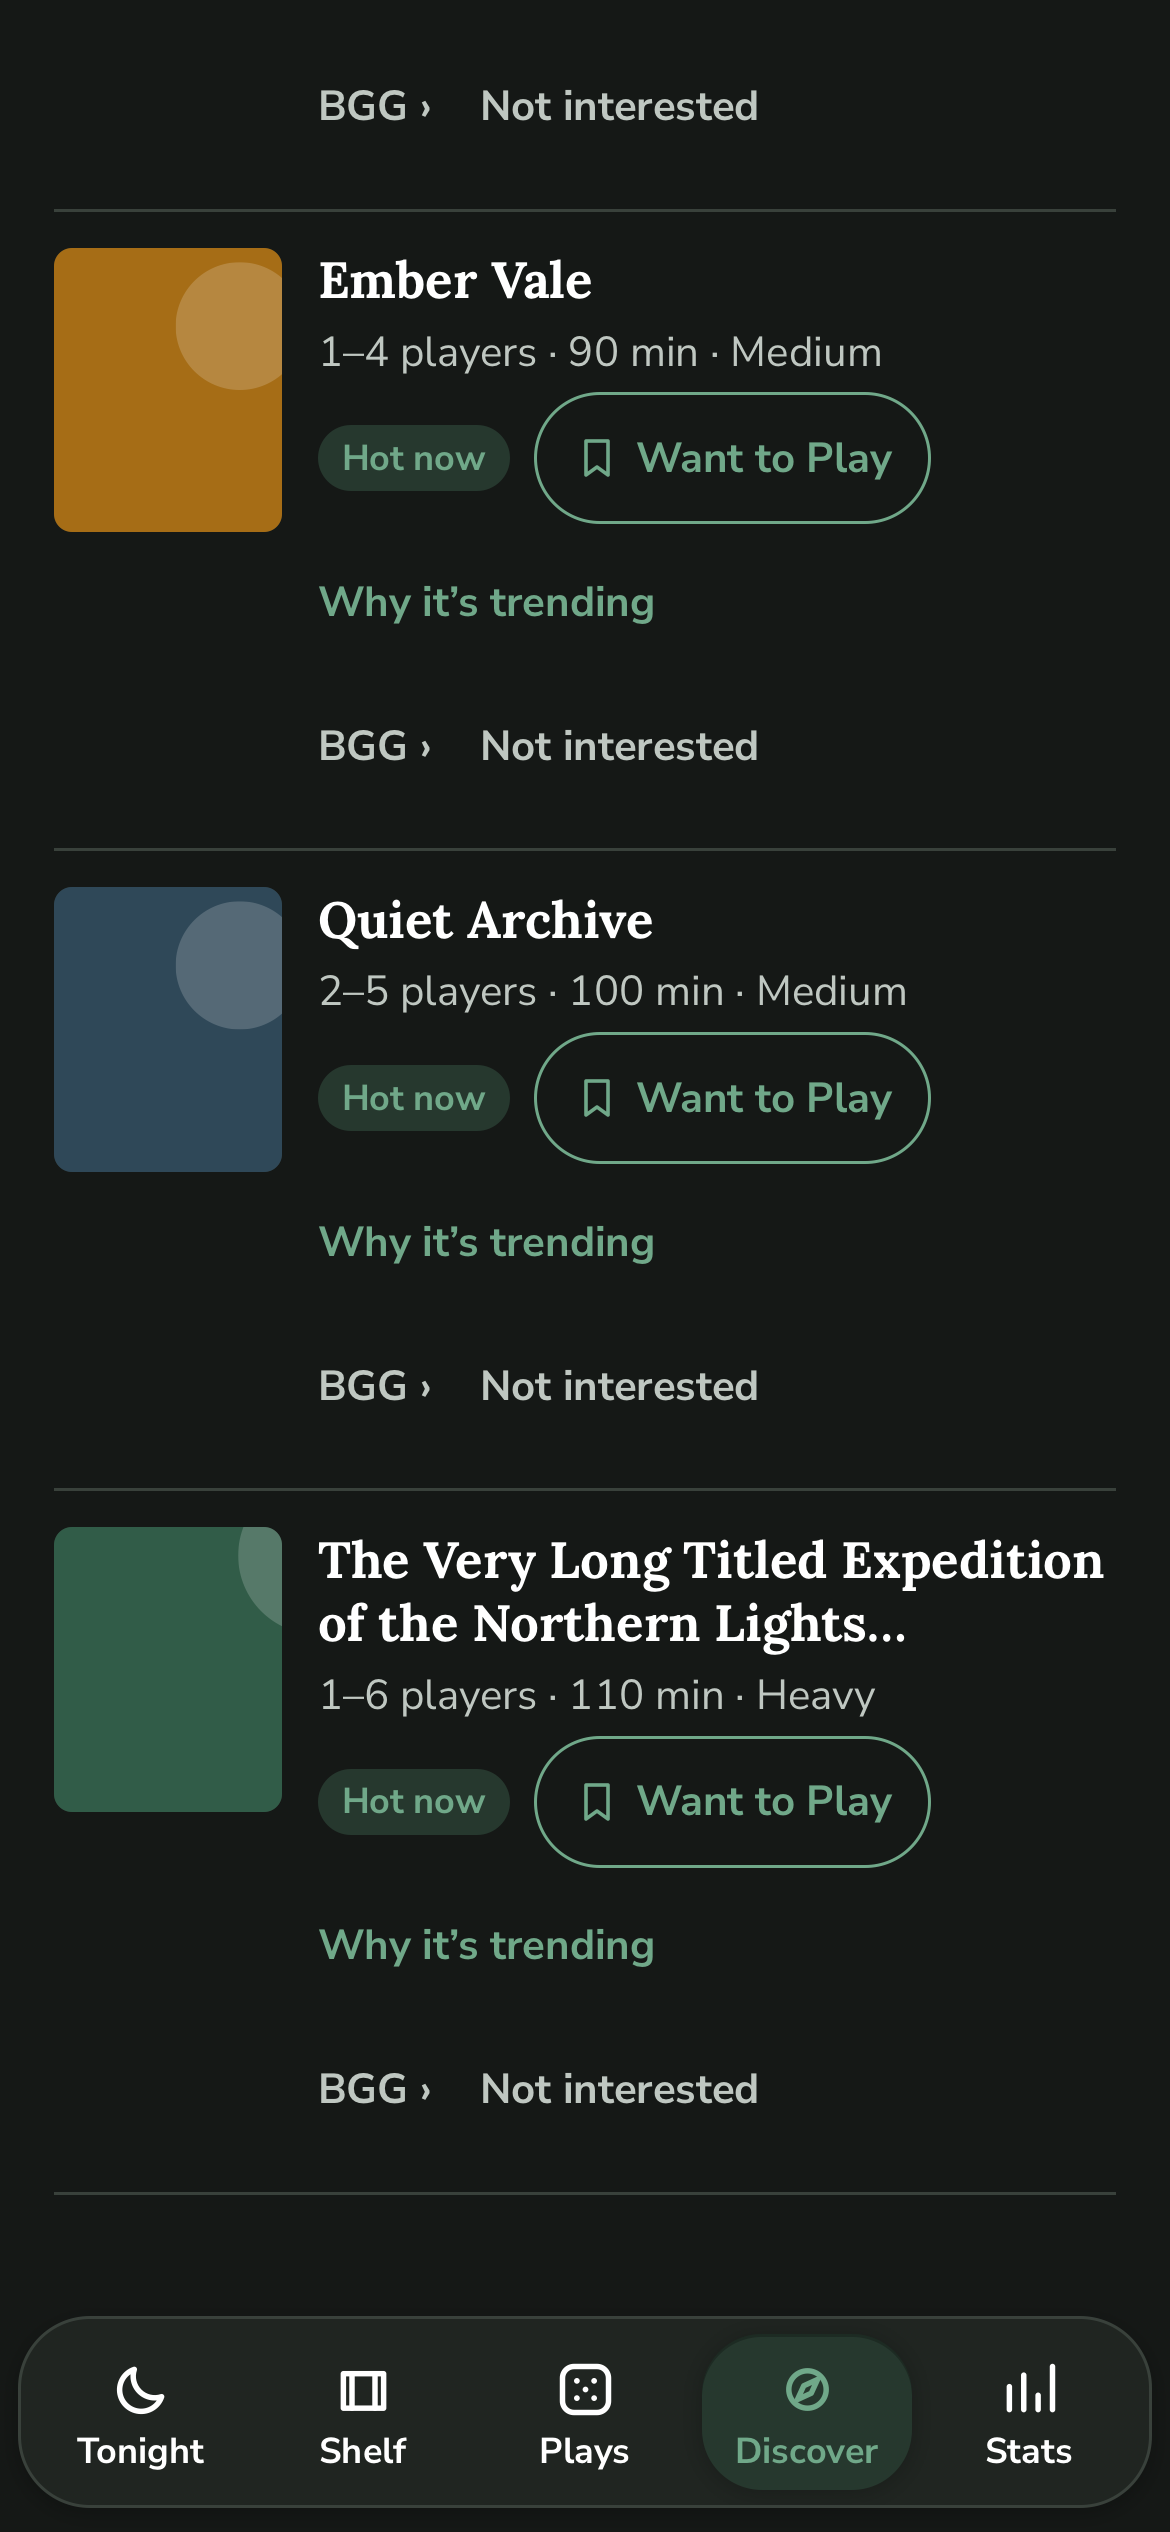 BGG › Not interested
Ember Vale
1–4 players · 90 min · Medium
Hot now Want to Play
Why it’s trending
BGG › Not interested
Quiet Archive
2–5 players · 100 min · Medium
Hot now Want to Play
Why it’s trending
BGG › Not interested
The Very Long Titled Expedition
of the Northern Lights…
1–6 players · 110 min · Heavy
Hot now Want to Play
Why it’s trending
BGG › Not interested
Tonight Shelf Plays Discover Stats